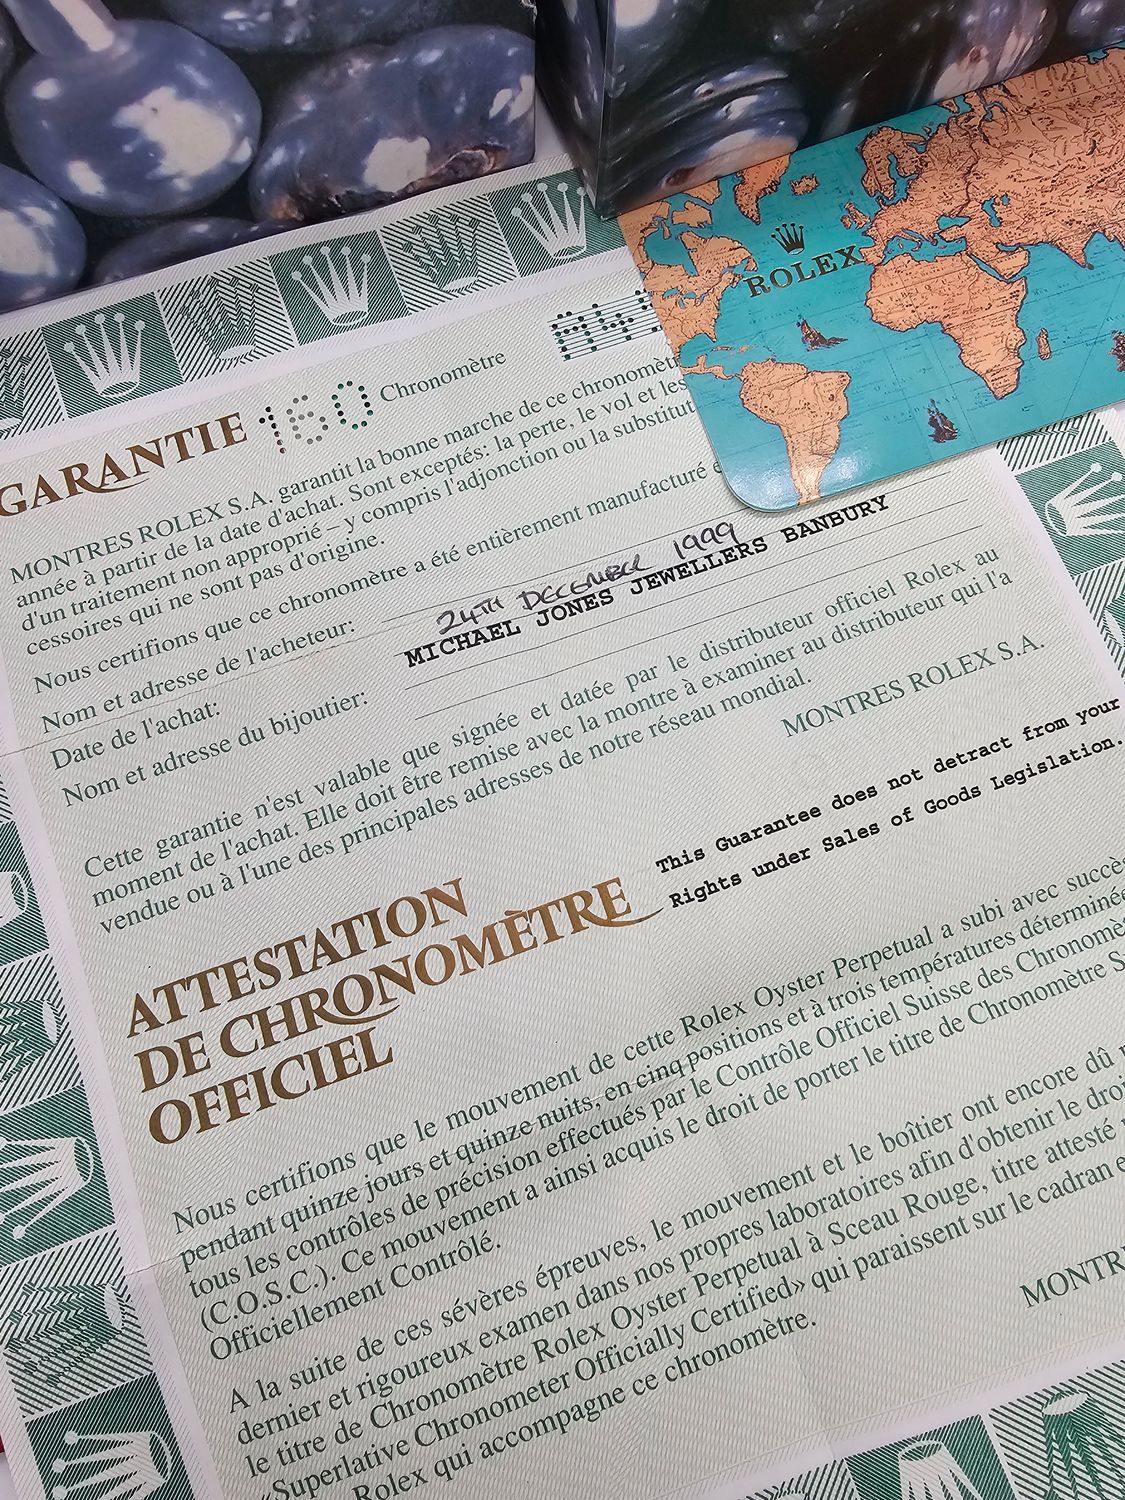 ROLEX
GARANTIE 160 Chronomètre
MONTRES ROLEX S.A. garantit la bonne marche de ce
année à partir de la date d'achat. Sont exceptés: la perte, le vol et les
d'un traitement non approprié – y compris l'adjonction ou la
cessoires qui ne sont pas d'origine.
Nous certifions que ce chronomètre a été entièrement manufacturé
Nom et adresse de l'acheteur:
Date de l'achat: 24TH DECEMBER 1999
Nom et adresse du bijoutier: MICHAEL JONES JEWELLERS BANBURY
Cette garantie n'est valable que signée et datée par le distributeur officiel Rolex au
moment de l'achat. Elle doit être remise avec la montre à examiner au distributeur qui l'a
vendue ou à l'une des principales adresses de notre réseau mondial.
MONTRES ROLEX S.A.
This Guarantee does not detract from your
Rights under Sales of Goods Legislation.
ATTESTATION
DE CHRONOMÈTRE
OFFICIEL
Nous certifions que le mouvement de cette Rolex Oyster Perpetual a subi avec succès
pendant quinze jours et quinze nuits, en cinq positions et à trois températures
tous les contrôles de précision effectués par le Contrôle Officiel Suisse des
(C.O.S.C.). Ce mouvement a ainsi acquis le droit de porter le titre de Chronomètre
Officiellement Contrôlé.
A la suite de ces sévères épreuves, le mouvement et le boîtier ont encore dû
dernier et rigoureux examen dans nos propres laboratoires afin d'obtenir le
le titre de Chronomètre Rolex Oyster Perpetual à Sceau Rouge, titre attesté
«Superlative Chronometer Officially Certified» qui paraissent sur le cadran
Rolex qui accompagne ce chronomètre.